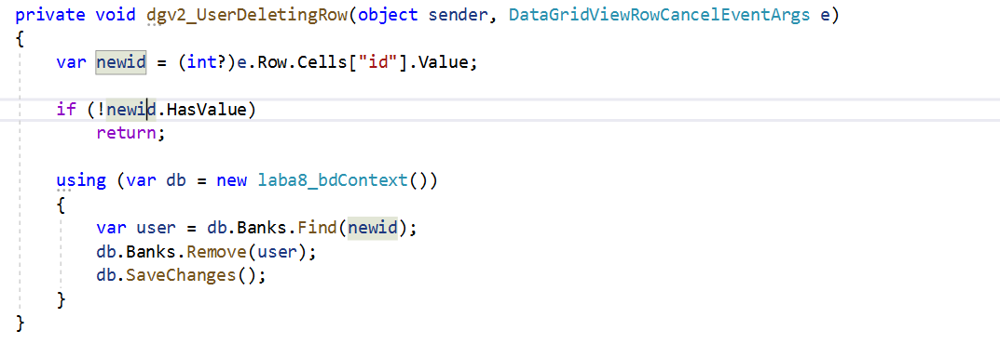 private void dgv2_UserDeletingRow(object sender, DataGridViewRowCancelEventArgs e)
{
    var newid = (int?)e.Row.Cells["id"].Value;

    if (!newid.HasValue)
        return;

    using (var db = new laba8_bdContext())
    {
        var user = db.Banks.Find(newid);
        db.Banks.Remove(user);
        db.SaveChanges();
    }
}